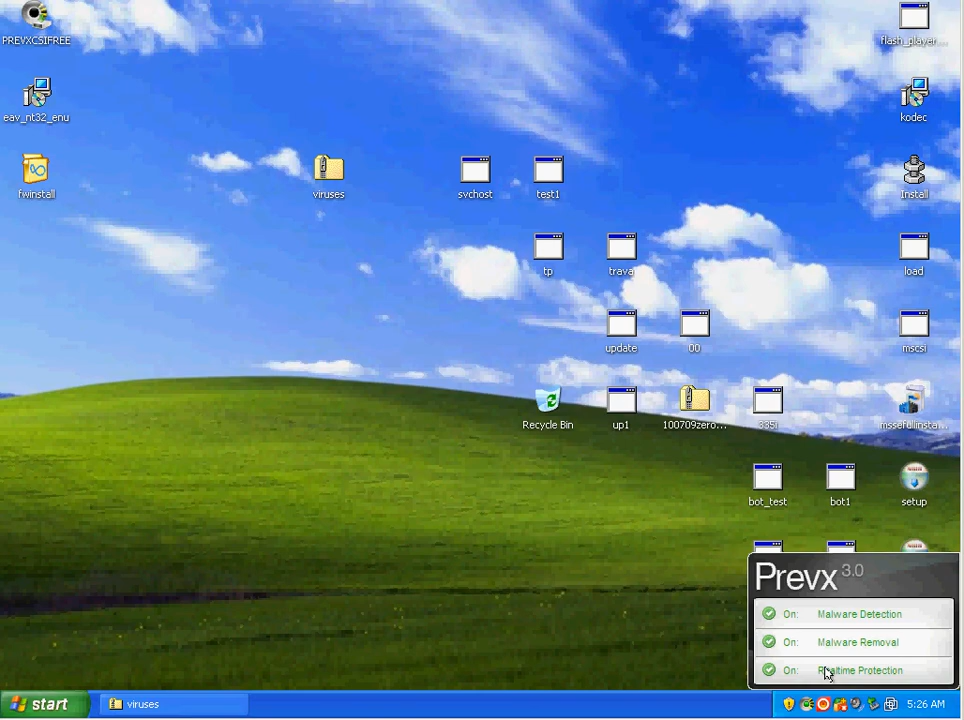 PREVXCSIFREE
flash_player...
eav_nt32_enu
kodec
fwinstall
viruses
svchost
test1
Install
tp
trava
load
update
00
mscsi
Recycle Bin
up1
100709zero...
mssefullinsta...
bot_test
bot1
setup
Prevx 3.0
On: Malware Detection
On: Malware Removal
On: Realtime Protection
start
viruses
5:26 AM